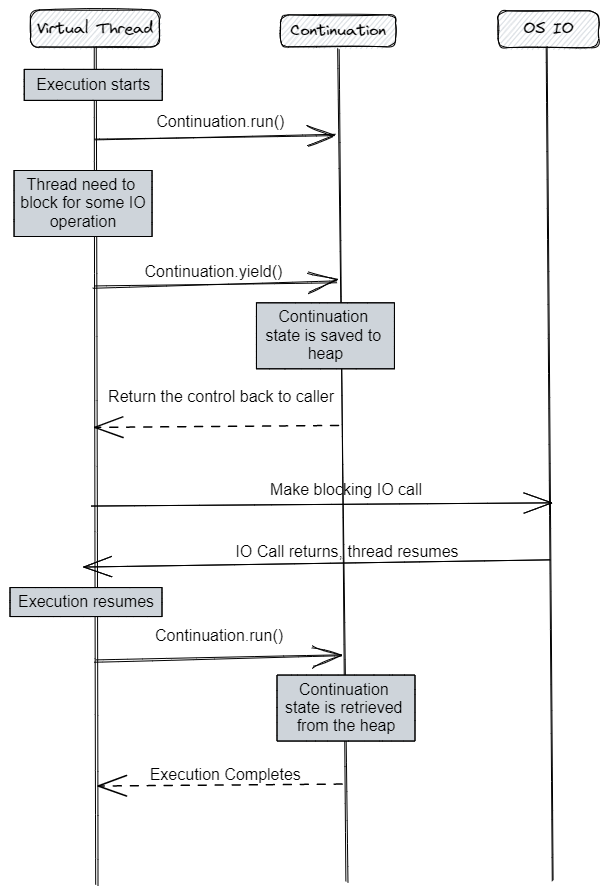 Virtual Thread
Continuation
OS IO
Execution starts
Continuation.run()
Thread need to
block for some IO
operation
Continuation.yield()
Continuation
state is saved to
heap
Return the control back to caller
Make blocking IO call
IO Call returns, thread resumes
Execution resumes
Continuation.run()
Continuation
state is retrieved
from the heap
Execution Completes